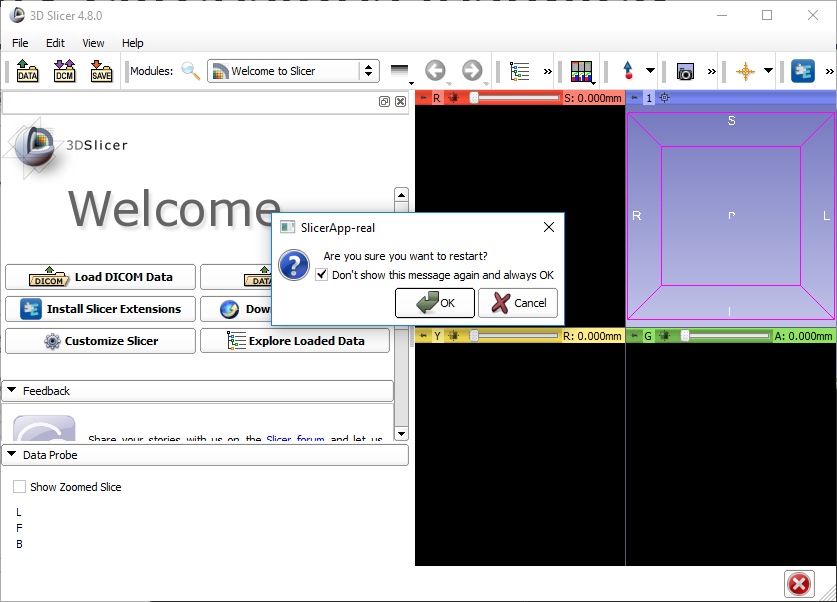 3D Slicer 4.8.0
File Edit View Help
DATA DCM SAVE Modules: Welcome to Slicer
R S: 0.000mm
1
3DSlicer
Welcome
S
R P L
I
SlicerApp-real
Are you sure you want to restart?
Don't show this message again and always OK
OK Cancel
DICOM Load DICOM Data
DATA
Install Slicer Extensions
Dow
Customize Slicer
Explore Loaded Data
Y R: 0.000mm
G A: 0.000mm
Feedback
Share your stories with us on the Slicer forum and let us
Data Probe
Show Zoomed Slice
L
F
B